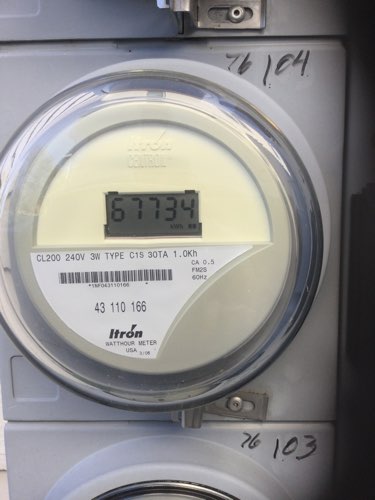 76 104
Itron
CENTRON
67734
kWh
CL200 240V 3W TYPE C1S 30TA 1.0Kh
CA 0.5
FM2S
60Hz
43 110 166
Itron
WATTHOUR METER
USA
76 103